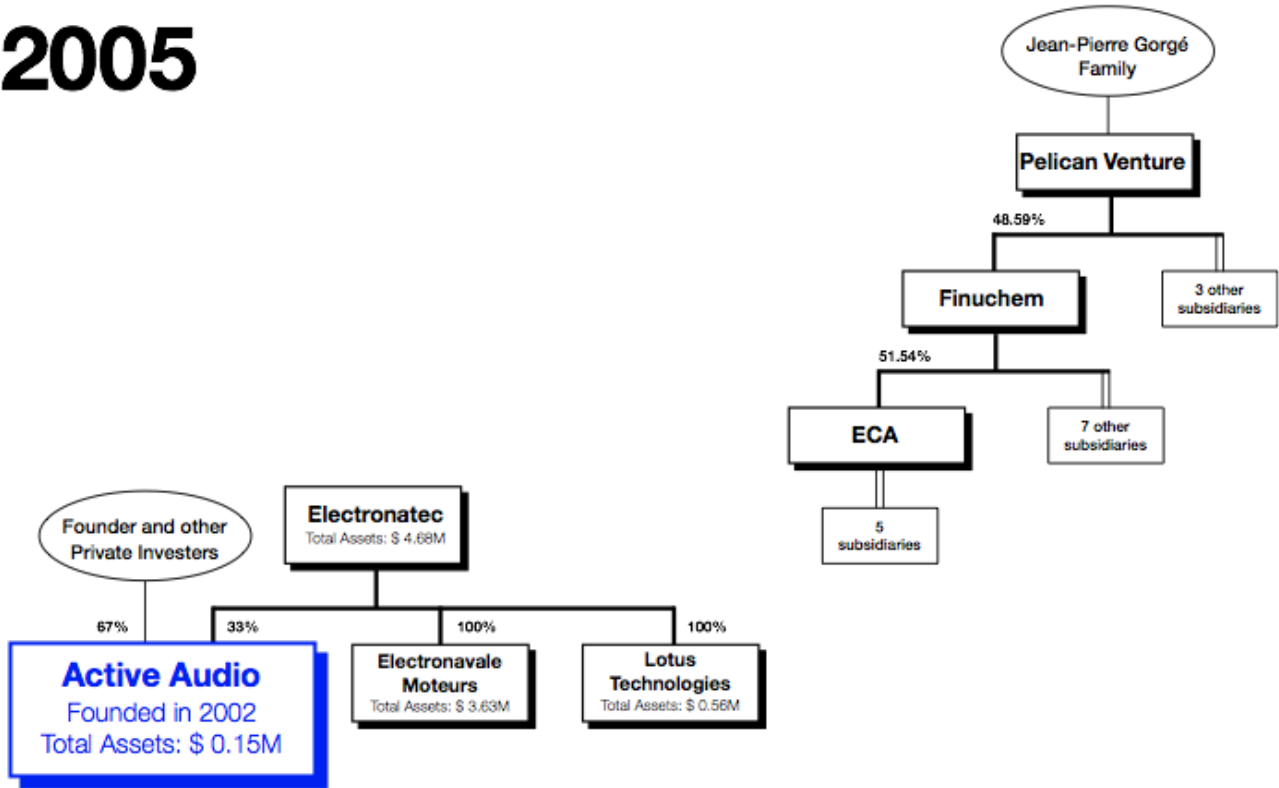 2005
Jean-Pierre Gorgé
Family
Pelican Venture
48.59%
Finuchem
3 other
subsidiaries
51.54%
ECA
7 other
subsidiaries
5
subsidiaries
Founder and other
Private Investers
Electronatec
Total Assets: $ 4.68M
67%
33%
100%
100%
Active Audio
Founded in 2002
Total Assets: $ 0.15M
Electronavale
Moteurs
Total Assets: $ 3.63M
Lotus
Technologies
Total Assets: $ 0.56M